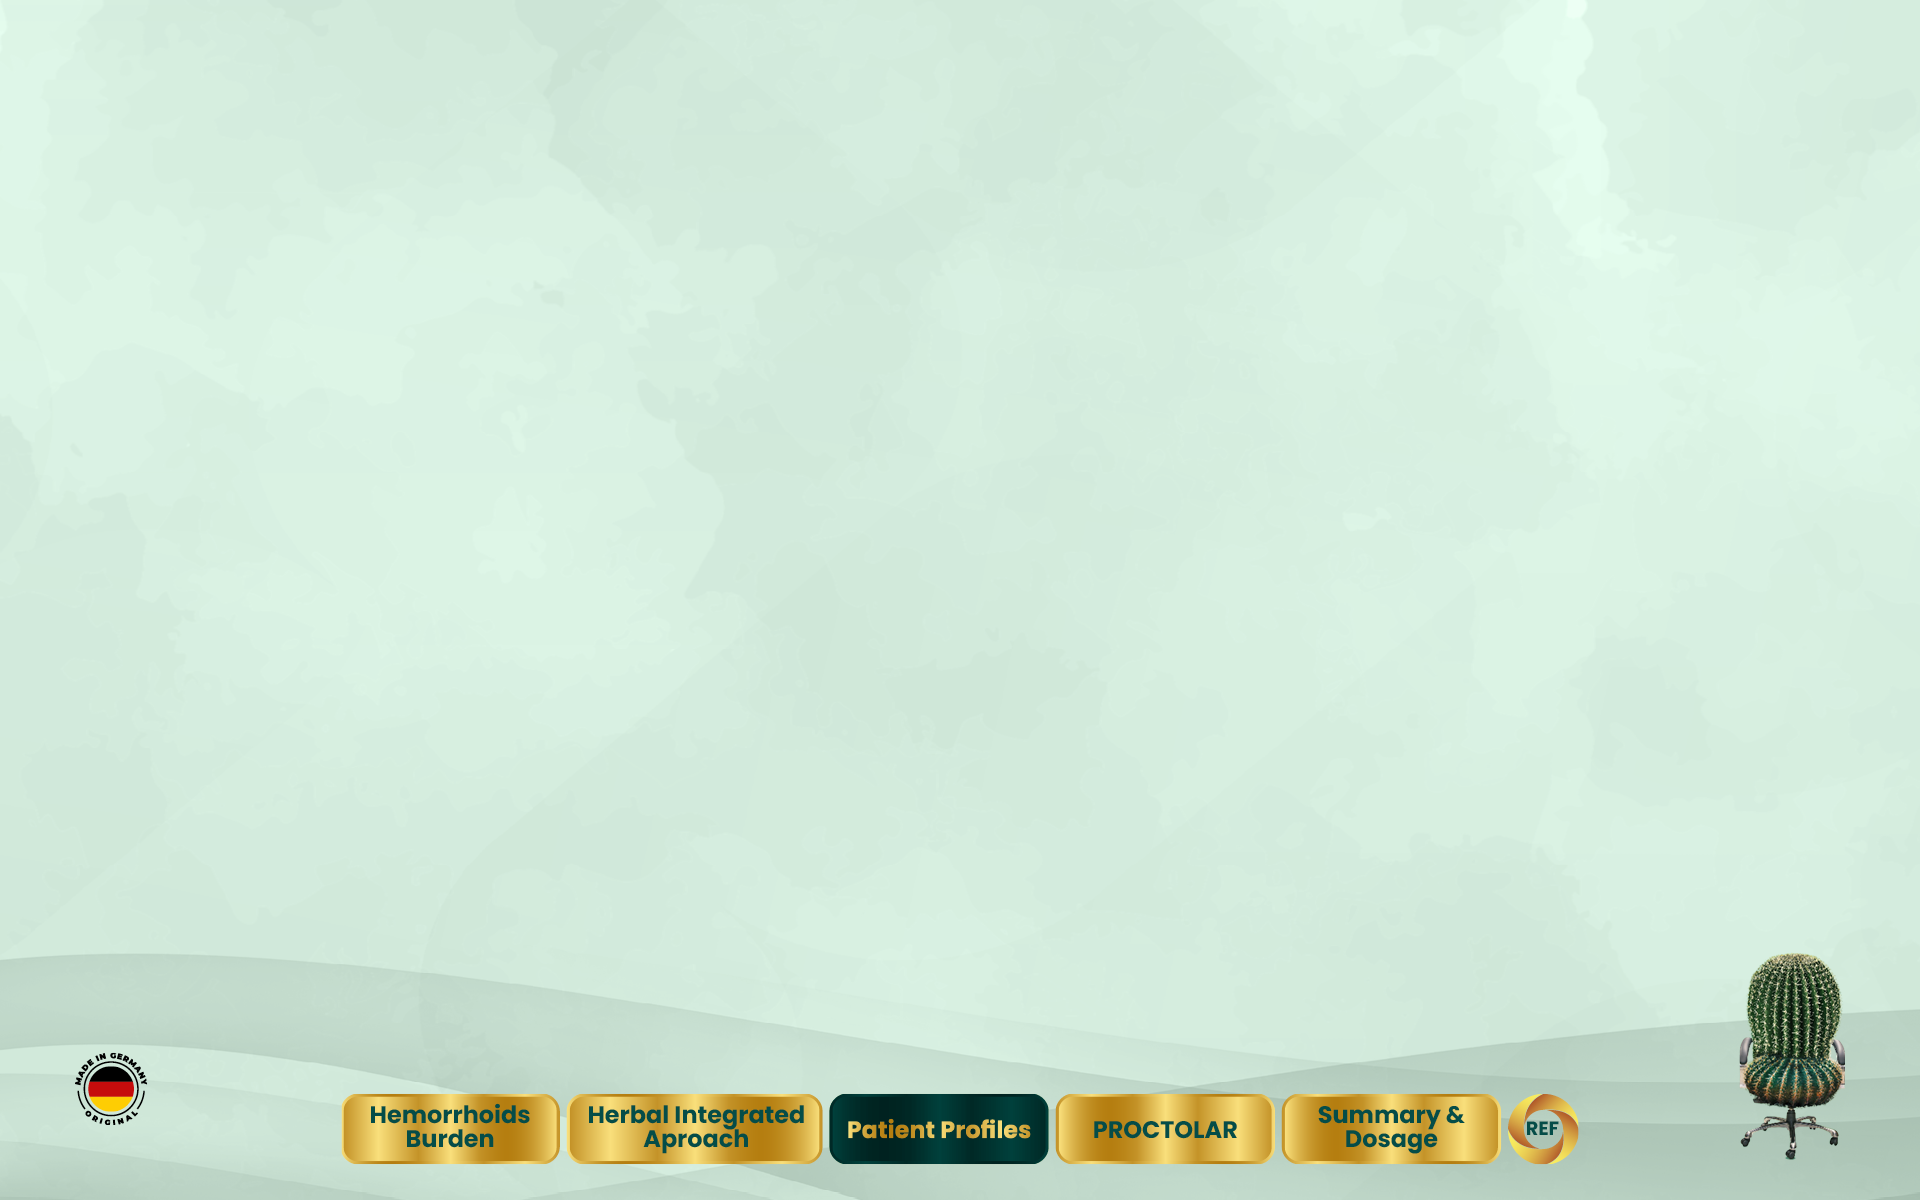 MADE IN GERMANY
ORIGINAL
Hemorrhoids
Burden
Herbal Integrated
Aproach
Patient Profiles
PROCTOLAR
Summary &
Dosage
REF